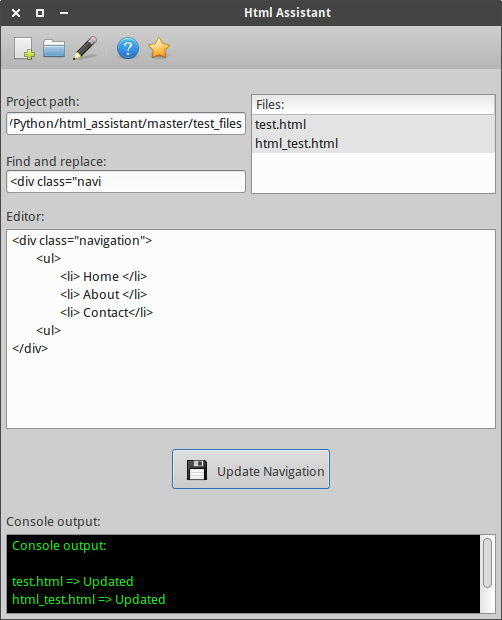 Html Assistant
?
Project path:
/Python/html_assistant/master/test_files
Files:
test.html
html_test.html
Find and replace:
<div class="navi
Editor:
<div class="navigation">
<ul>
<li> Home </li>
<li> About </li>
<li> Contact</li>
<ul>
</div>
Update Navigation
Console output:
Console output:
test.html => Updated
html_test.html => Updated